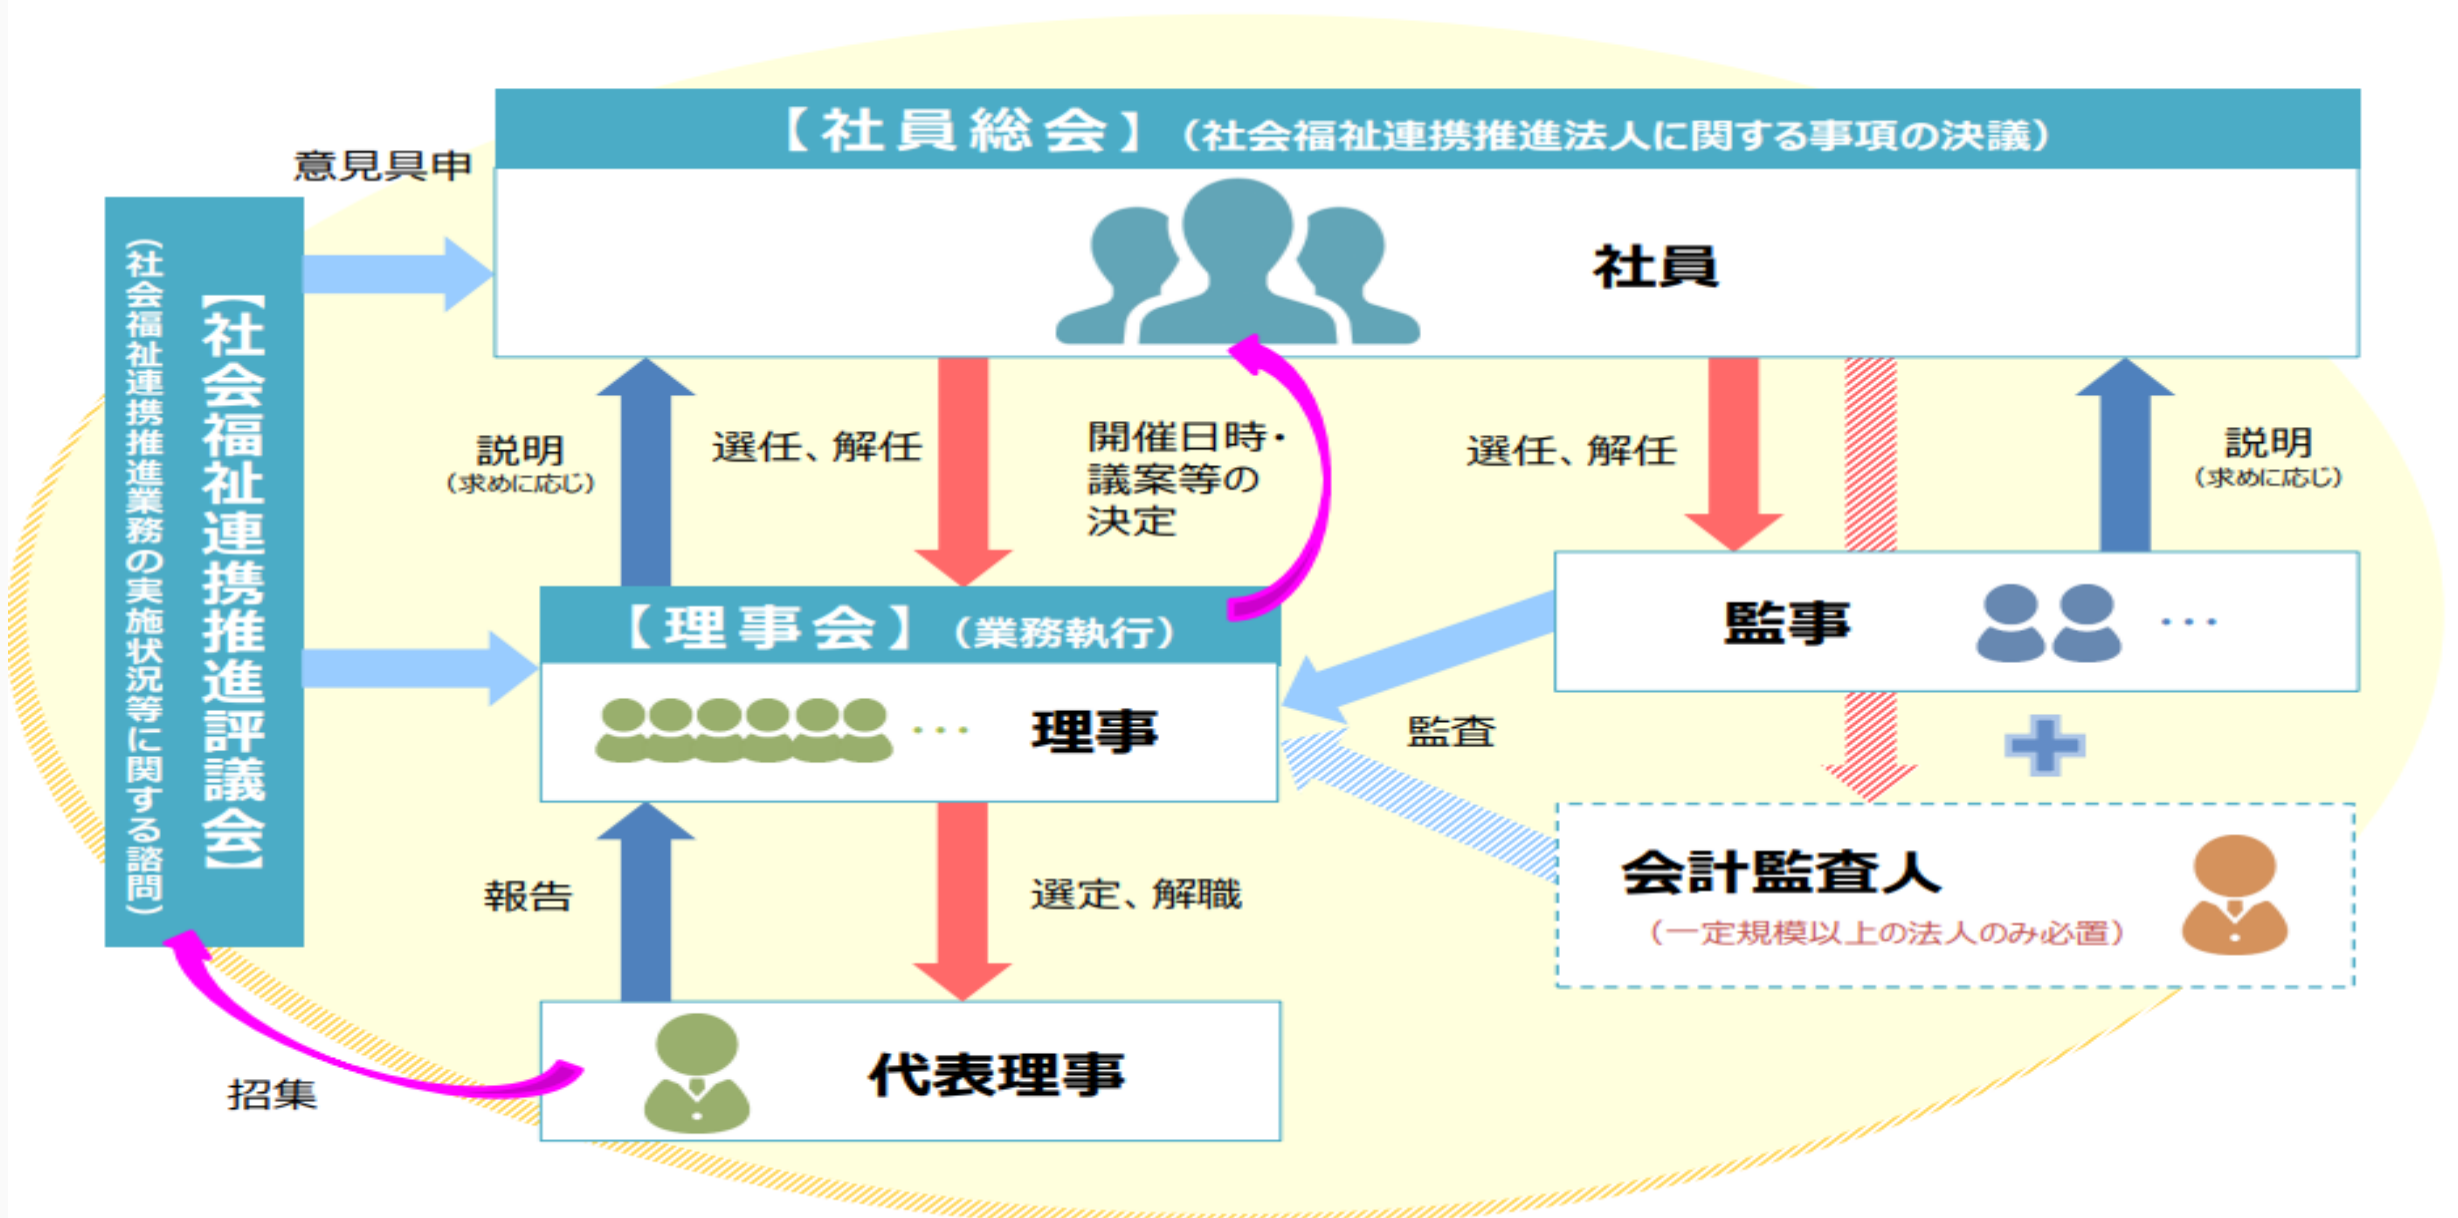 【社員総会】（社会福祉連携推進法人に関する事項の決議）
意見具申
社員
【社会福祉連携推進評議会】
（社会福祉連携推進業務の実施状況等に関する諮問）
説明
（求めに応じ）
選任、解任
開催日時・
議案等の
決定
選任、解任
説明
（求めに応じ）
【理事会】（業務執行）
・・・ 理事
監事 ・・・
監査
会計監査人
（一定規模以上の法人のみ必置）
報告
選定、解職
代表理事
招集